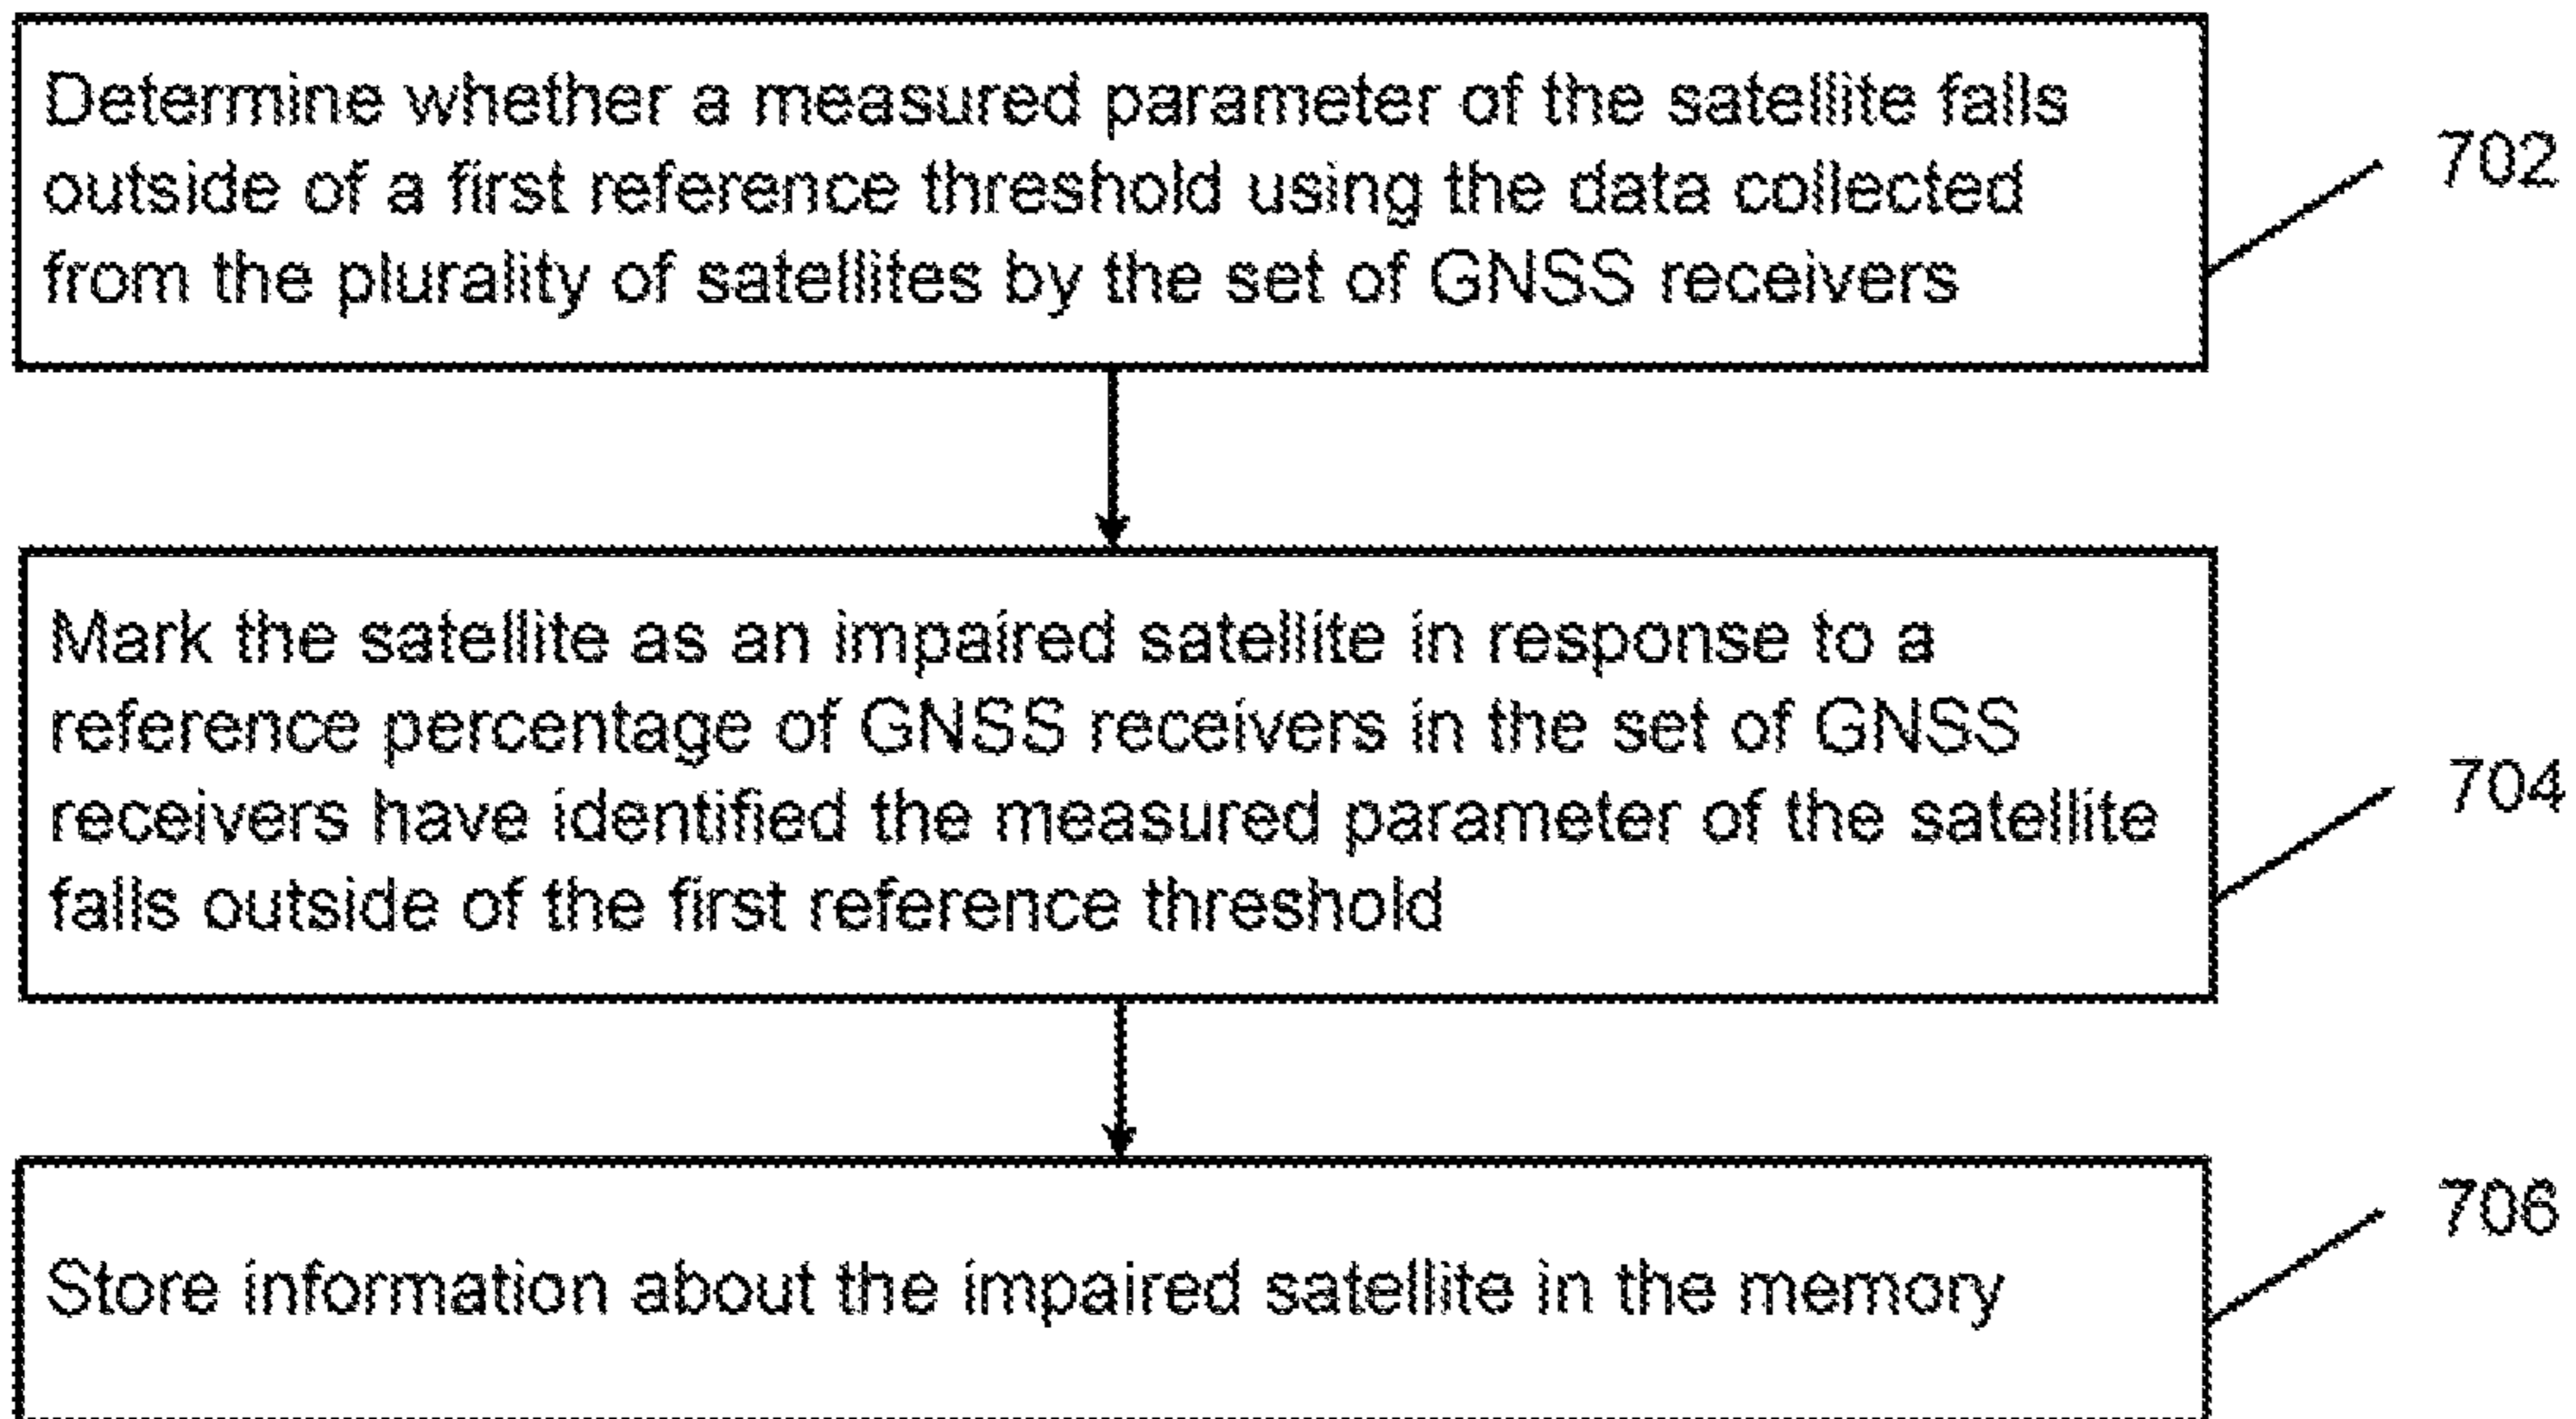 Determine whether a measured parameter of the satellite falls
outside of a first reference threshold using the data collected
from the plurality of satellites by the set of GNSS receivers
702
Mark the satellite as an impaired satellite in response to a
reference percentage of GNSS receivers in the set of GNSS
receivers have identified the measured parameter of the satellite
falls outside of the first reference threshold
704
Store information about the impaired satellite in the memory
706